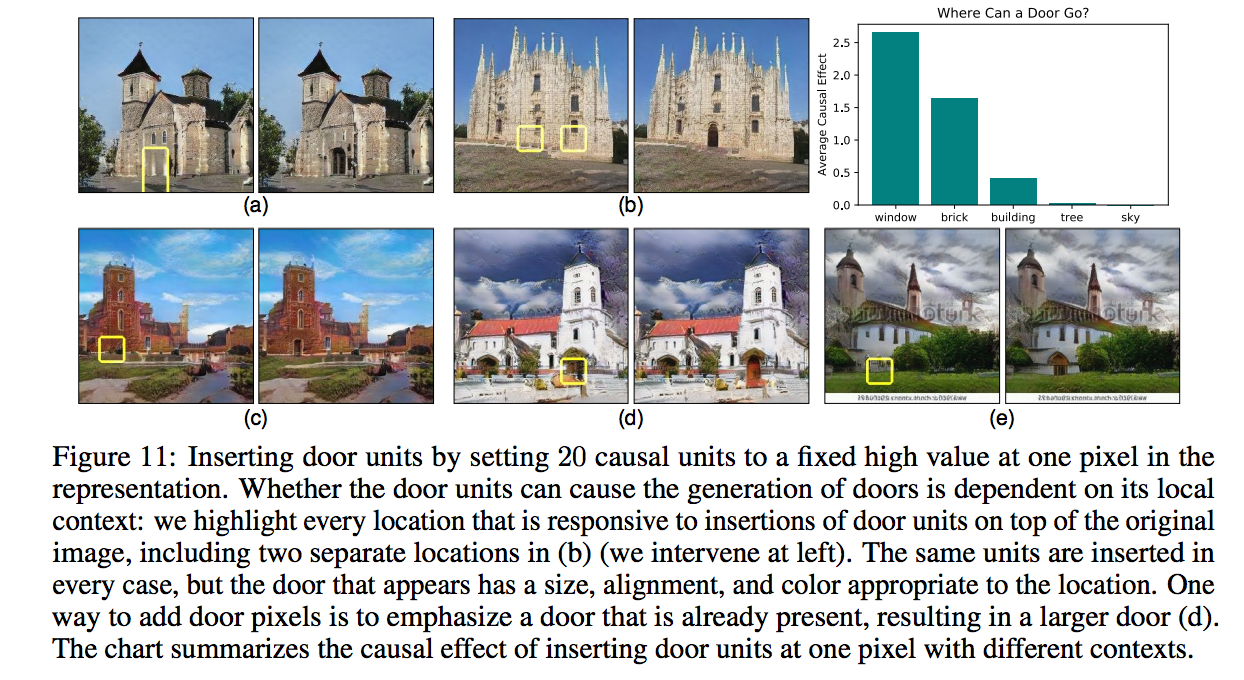 (a)
(b)
Where Can a Door Go?
Average Causal Effect
2.5
2.0
1.5
1.0
0.5
0.0
window brick building tree sky
(c)
(d)
(e)
Figure 11: Inserting door units by setting 20 causal units to a fixed high value at one pixel in the
representation. Whether the door units can cause the generation of doors is dependent on its local
context: we highlight every location that is responsive to insertions of door units on top of the original
image, including two separate locations in (b) (we intervene at left). The same units are inserted in
every case, but the door that appears has a size, alignment, and color appropriate to the location. One
way to add door pixels is to emphasize a door that is already present, resulting in a larger door (d).
The chart summarizes the causal effect of inserting door units at one pixel with different contexts.